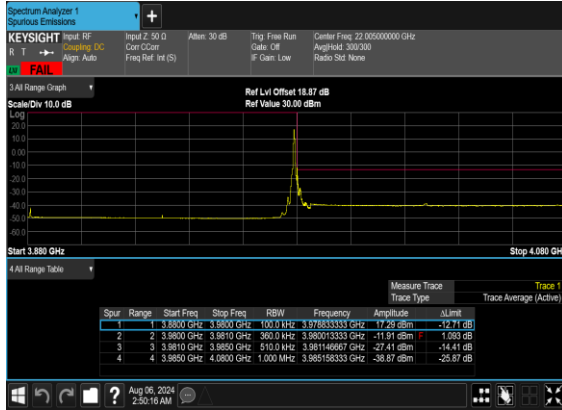 Spectrum Analyzer 1
Spurious Emissions
+
KEYSIGHT Input: RF
R T Coupling: DC
Align: Auto
LXI FAIL
Input Z: 50 Ω
Corr CCorr
Freq Ref: Int (S)
Atten: 30 dB
Trig: Free Run
Gate: Off
IF Gain: Low
Center Freq: 22.005000000 GHz
Avg|Hold: 300/300
Radio Std: None
3 All Range Graph
Scale/Div 10.0 dB
Ref Lvl Offset 18.87 dB
Ref Value 30.00 dBm
Log
20.0
10.0
0.00
-10.0
-20.0
-30.0
-40.0
-50.0
-60.0
Start 3.880 GHz
Stop 4.080 GH
4 All Range Table
Measure Trace Trace 1
Trace Type Trace Average (Active)
Spur Range Start Freq Stop Freq RBW Frequency Amplitude ΔLimit
1 1 3.8800 GHz 3.9800 GHz 100.0 kHz 3.978833333 GHz 17.29 dBm -12.71 dB
2 2 3.9800 GHz 3.9810 GHz 360.0 kHz 3.980013333 GHz -11.91 dBm F 1.093 dB
3 3 3.9810 GHz 3.9850 GHz 510.0 kHz 3.981146667 GHz -27.41 dBm -14.41 dB
4 4 3.9850 GHz 4.0800 GHz 1.000 MHz 3.985158333 GHz -38.87 dBm -25.87 dB
?
Aug 06, 2024
2:50:16 AM